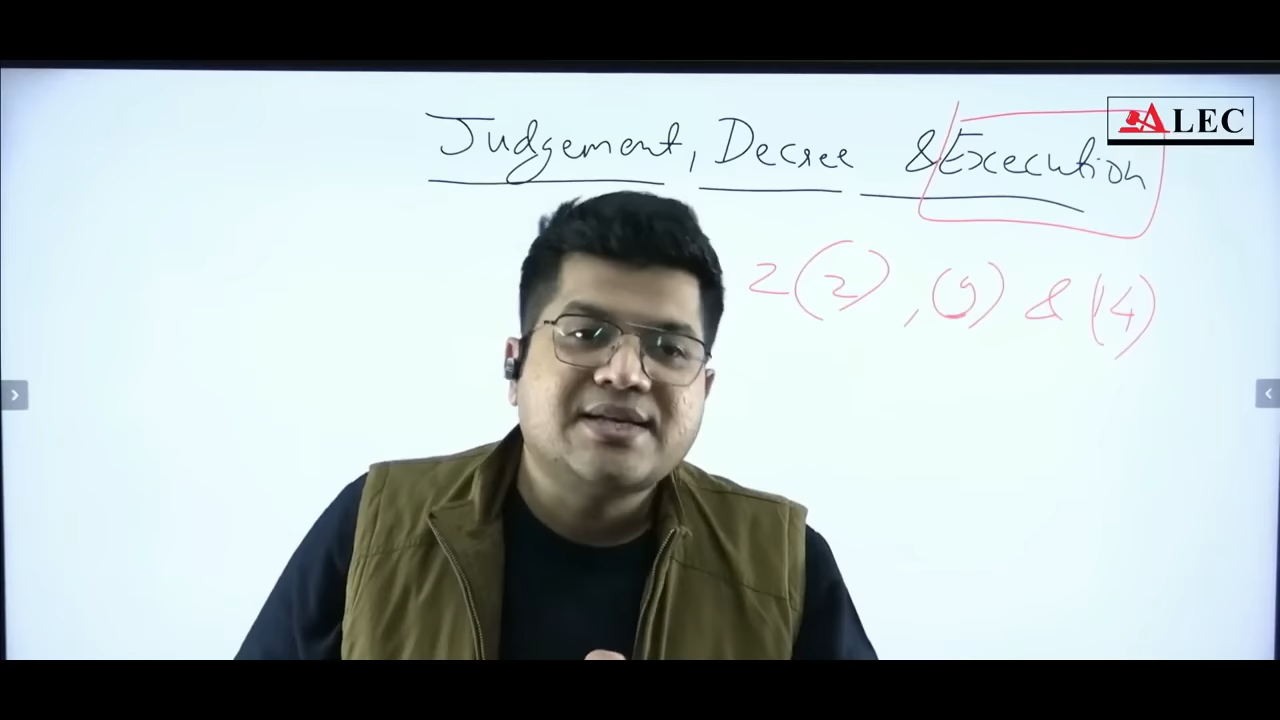 Judgement, Decree & Execution
ALEC
2(2), (9) & (14)